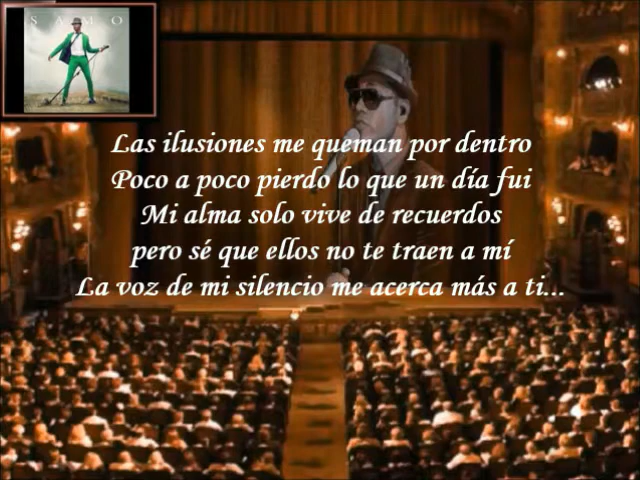 SAMO
Las ilusiones me queman por dentro
Poco a poco pierdo lo que un día fui
Mi alma solo vive de recuerdos
pero sé que ellos no te traen a mí
La voz de mi silencio me acerca más a ti...